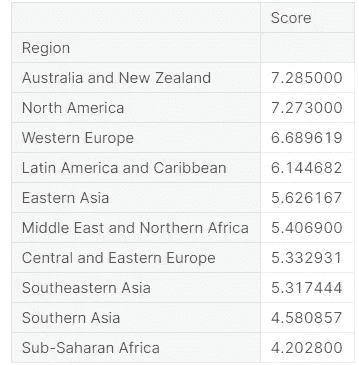 Score
Region
Australia and New Zealand 7.285000
North America 7.273000
Western Europe 6.689619
Latin America and Caribbean 6.144682
Eastern Asia 5.626167
Middle East and Northern Africa 5.406900
Central and Eastern Europe 5.332931
Southeastern Asia 5.317444
Southern Asia 4.580857
Sub-Saharan Africa 4.202800